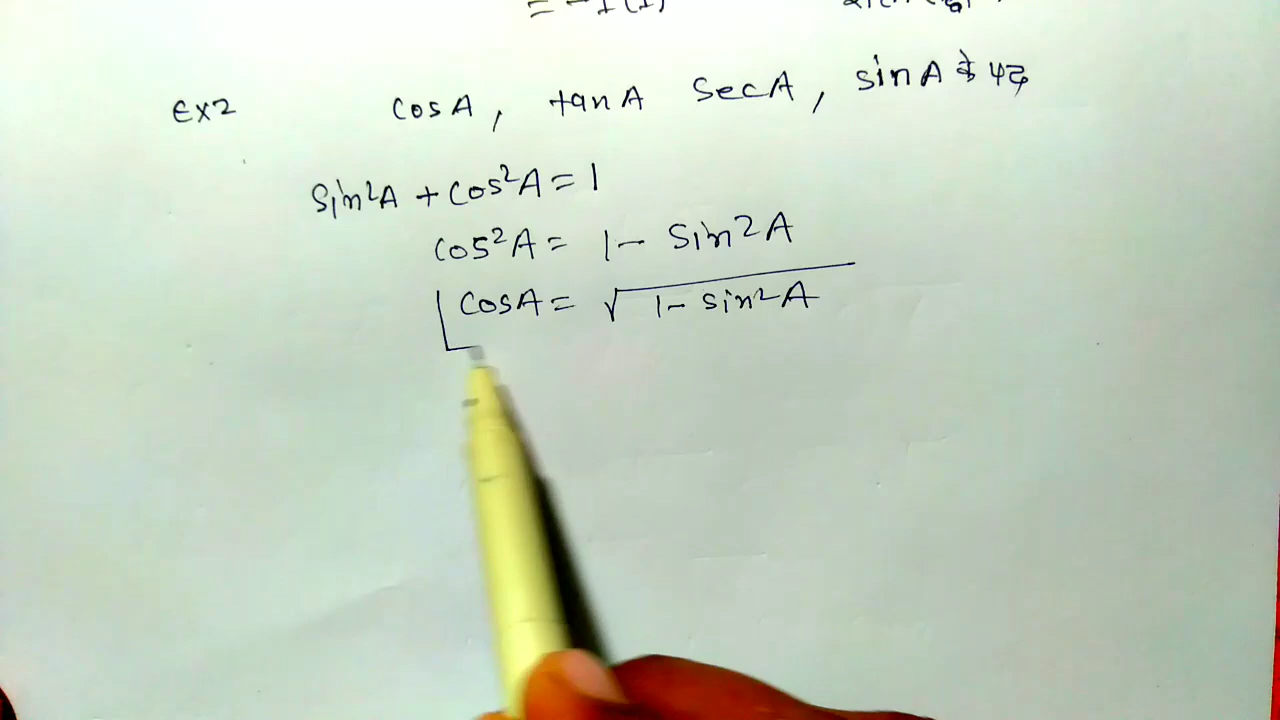 Ex2 cosA, tanA SecA, sinA के पद
Sin²A + Cos²A = 1
Cos²A = 1 - Sin²A
CosA = √1 - sin²A